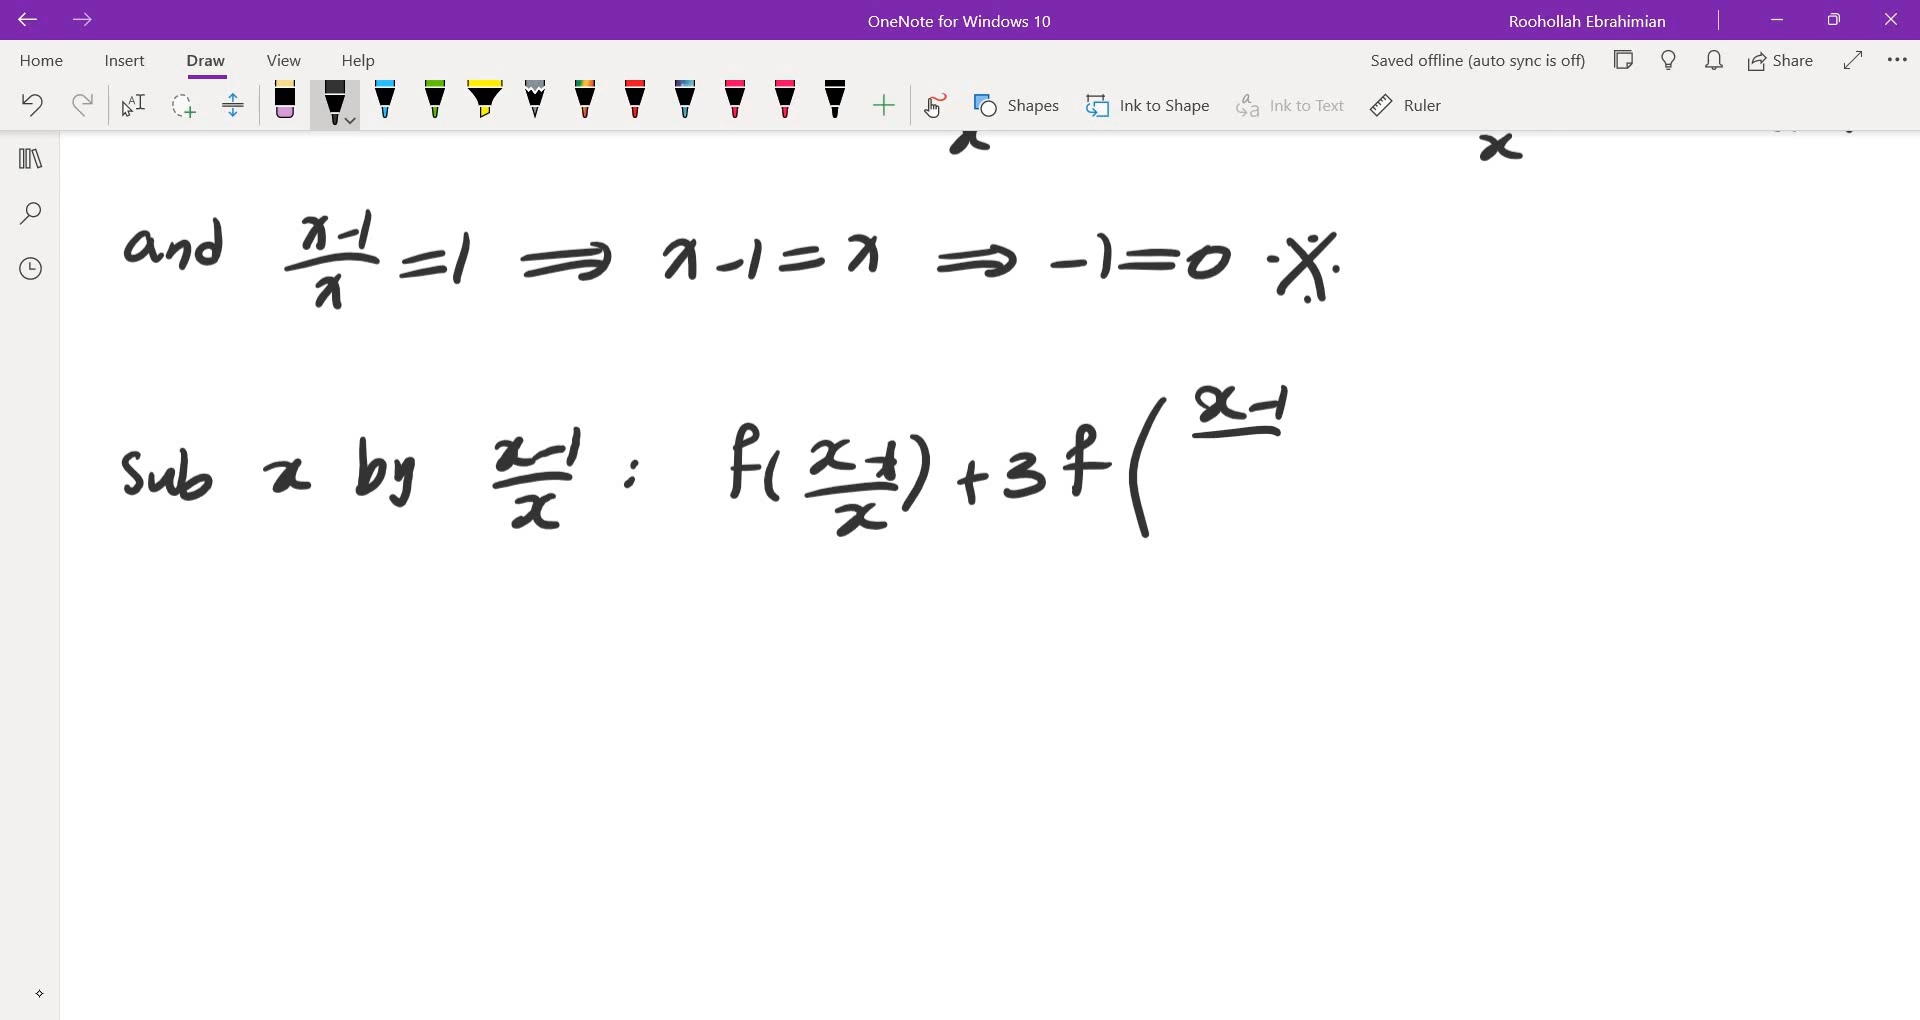 OneNote for Windows 10 Roohollah Ebrahimian
Home Insert Draw View Help Saved offline (auto sync is off) Share
Shapes Ink to Shape Ink to Text Ruler
x x
and (x-1)/x = 1 ⟹ x-1 = x ⟹ -1 = 0 ※
Sub x by (x-1)/x : f((x-1)/x) + 3f( x-1